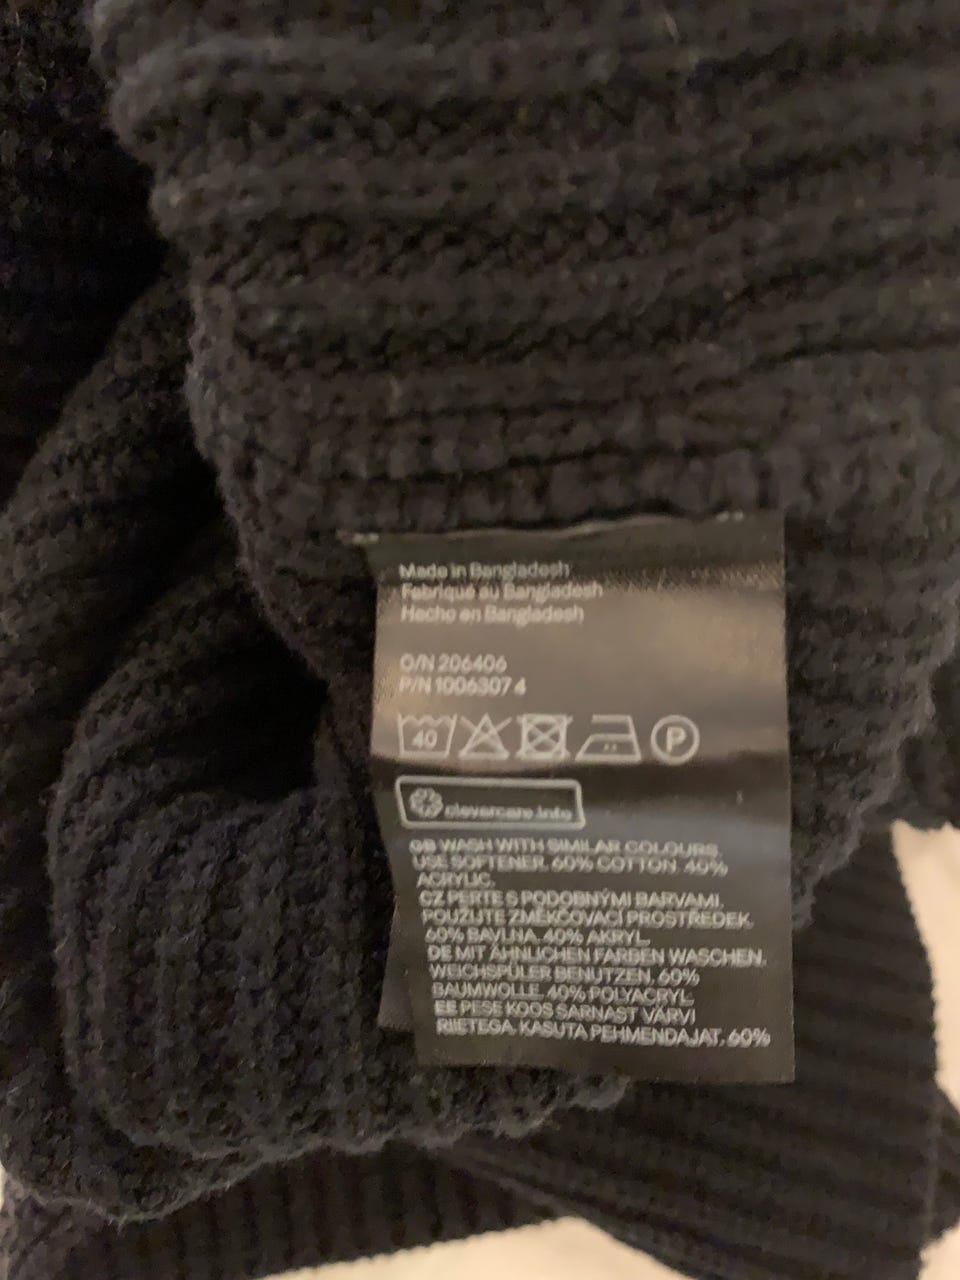 Made in Bangladesh
Fabriqué au Bangladesh
Hecho en Bangladesh
O/N 206406
P/N 1006307 4
40
P
clevercare.info
GB WASH WITH SIMILAR COLOURS.
USE SOFTENER. 60% COTTON. 40%
ACRYLIC.
CZ PERTE S PODOBNÝMI BARVAMI.
POUŽIJTE ZMĚKČOVACÍ PROSTŘEDEK.
60% BAVLNA. 40% AKRYL.
DE MIT ÄHNLICHEN FARBEN WASCHEN.
WEICHSPÜLER BENUTZEN. 60%
BAUMWOLLE. 40% POLYACRYL.
EE PESE KOOS SARNAST VÄRVI
RIIETEGA. KASUTA PEHMENDAJAT. 60%